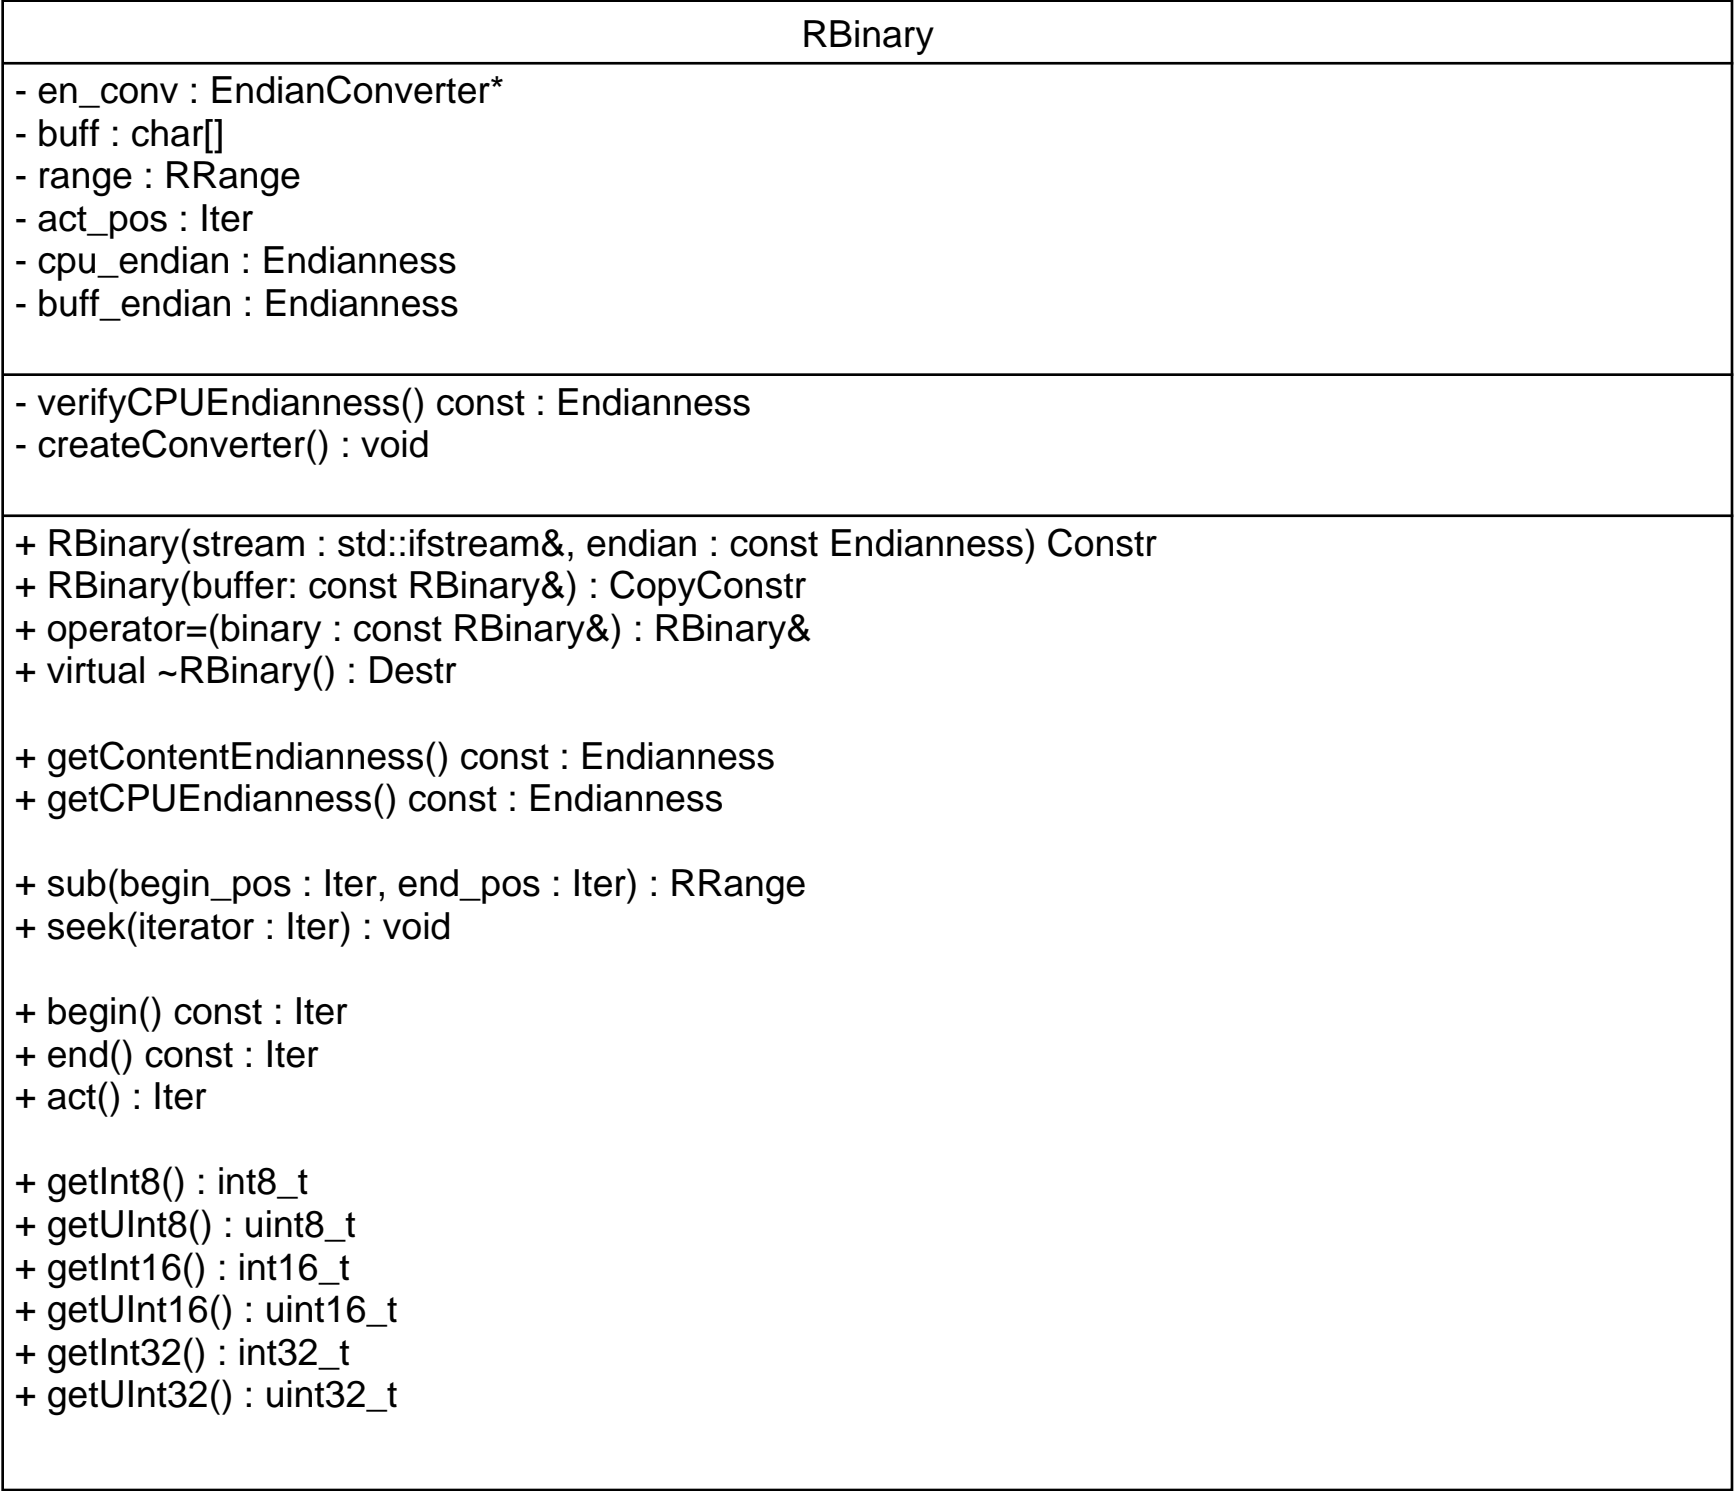 RBinary
- en_conv : EndianConverter*
- buff : char[]
- range : RRange
- act_pos : Iter
- cpu_endian : Endianness
- buff_endian : Endianness
- verifyCPUEndianness() const : Endianness
- createConverter() : void
+ RBinary(stream : std::ifstream&, endian : const Endianness) Constr
+ RBinary(buffer: const RBinary&) : CopyConstr
+ operator=(binary : const RBinary&) : RBinary&
+ virtual ~RBinary() : Destr
+ getContentEndianness() const : Endianness
+ getCPUEndianness() const : Endianness
+ sub(begin_pos : Iter, end_pos : Iter) : RRange
+ seek(iterator : Iter) : void
+ begin() const : Iter
+ end() const : Iter
+ act() : Iter
+ getInt8() : int8_t
+ getUInt8() : uint8_t
+ getInt16() : int16_t
+ getUInt16() : uint16_t
+ getInt32() : int32_t
+ getUInt32() : uint32_t